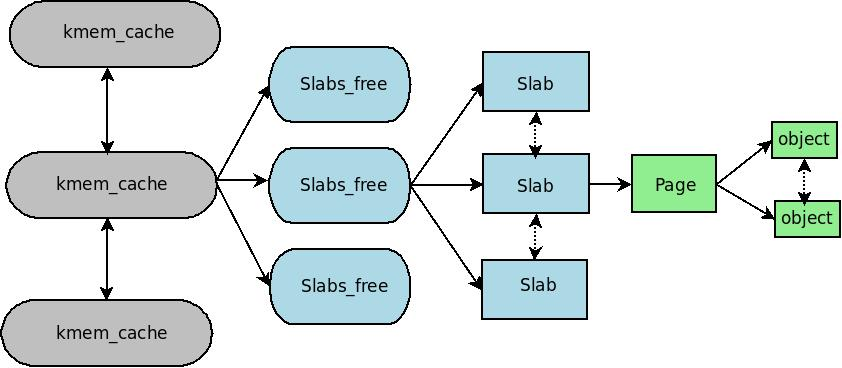 kmem_cache
kmem_cache
kmem_cache
Slabs_free
Slabs_free
Slabs_free
Slab
Slab
Slab
Page
object
object